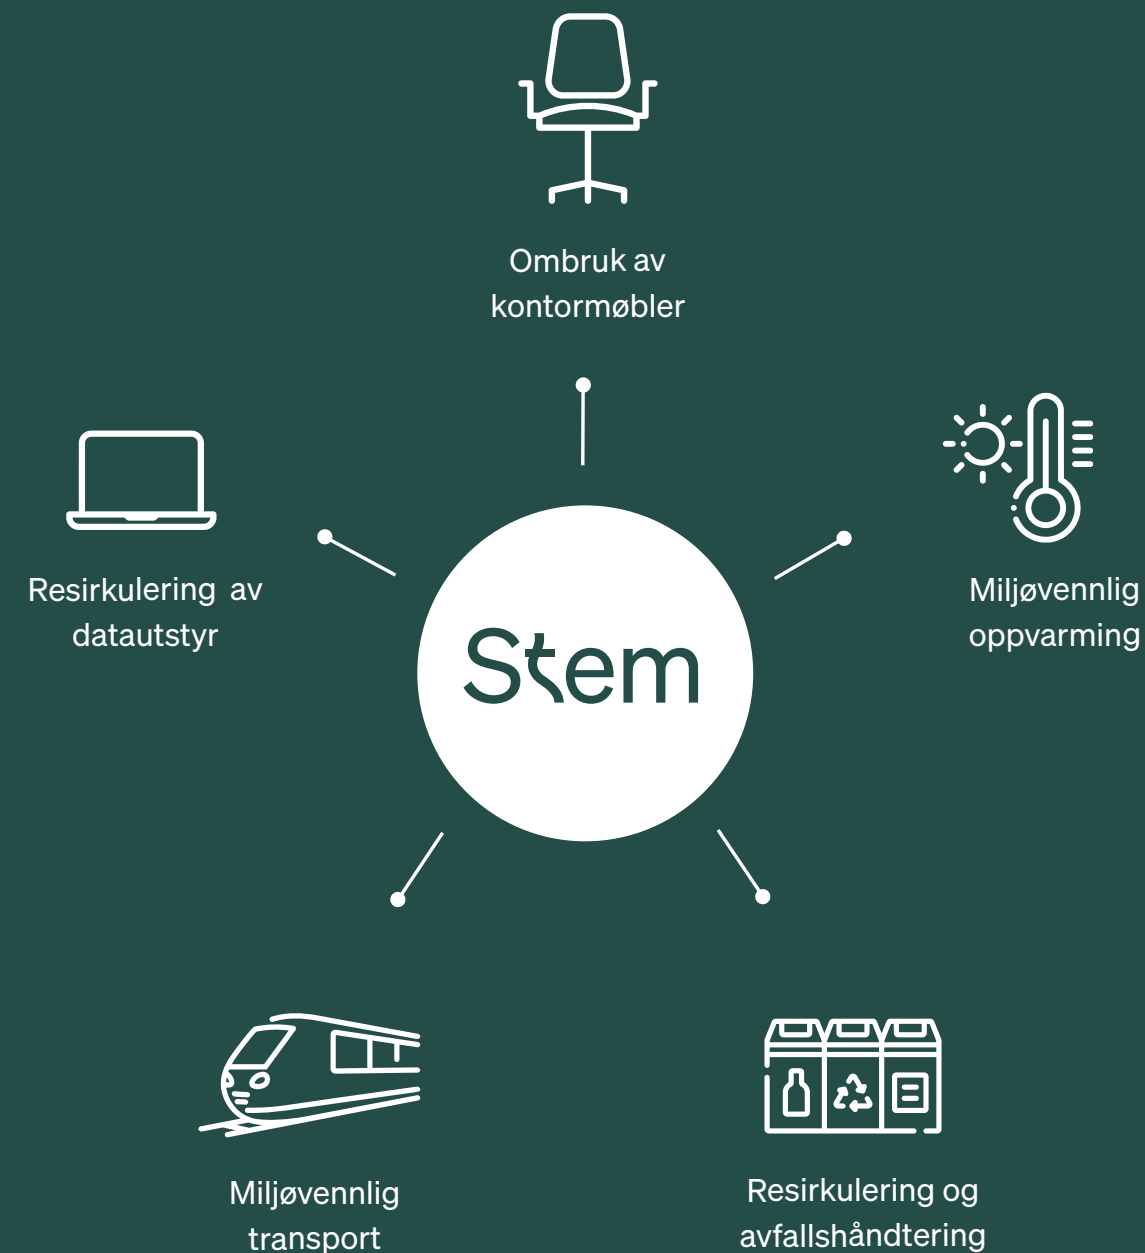 Ombruk av
kontormøbler
Resirkulering av
datautstyr
Miljøvennlig
oppvarming
Stem
Miljøvennlig
transport
Resirkulering og
avfallshåndtering